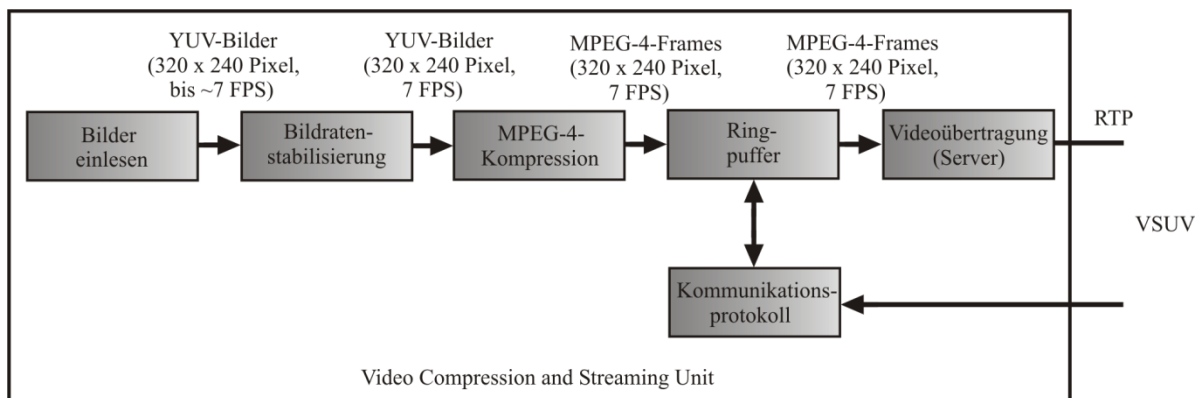 YUV-Bilder
(320 x 240 Pixel,
bis ~7 FPS)
YUV-Bilder
(320 x 240 Pixel,
7 FPS)
MPEG-4-Frames
(320 x 240 Pixel,
7 FPS)
MPEG-4-Frames
(320 x 240 Pixel,
7 FPS)
Bilder
einlesen
Bildraten-
stabilisierung
MPEG-4-
Kompression
Ring-
puffer
Videoübertragung
(Server)
RTP
VSUV
Kommunikations-
protokoll
Video Compression and Streaming Unit